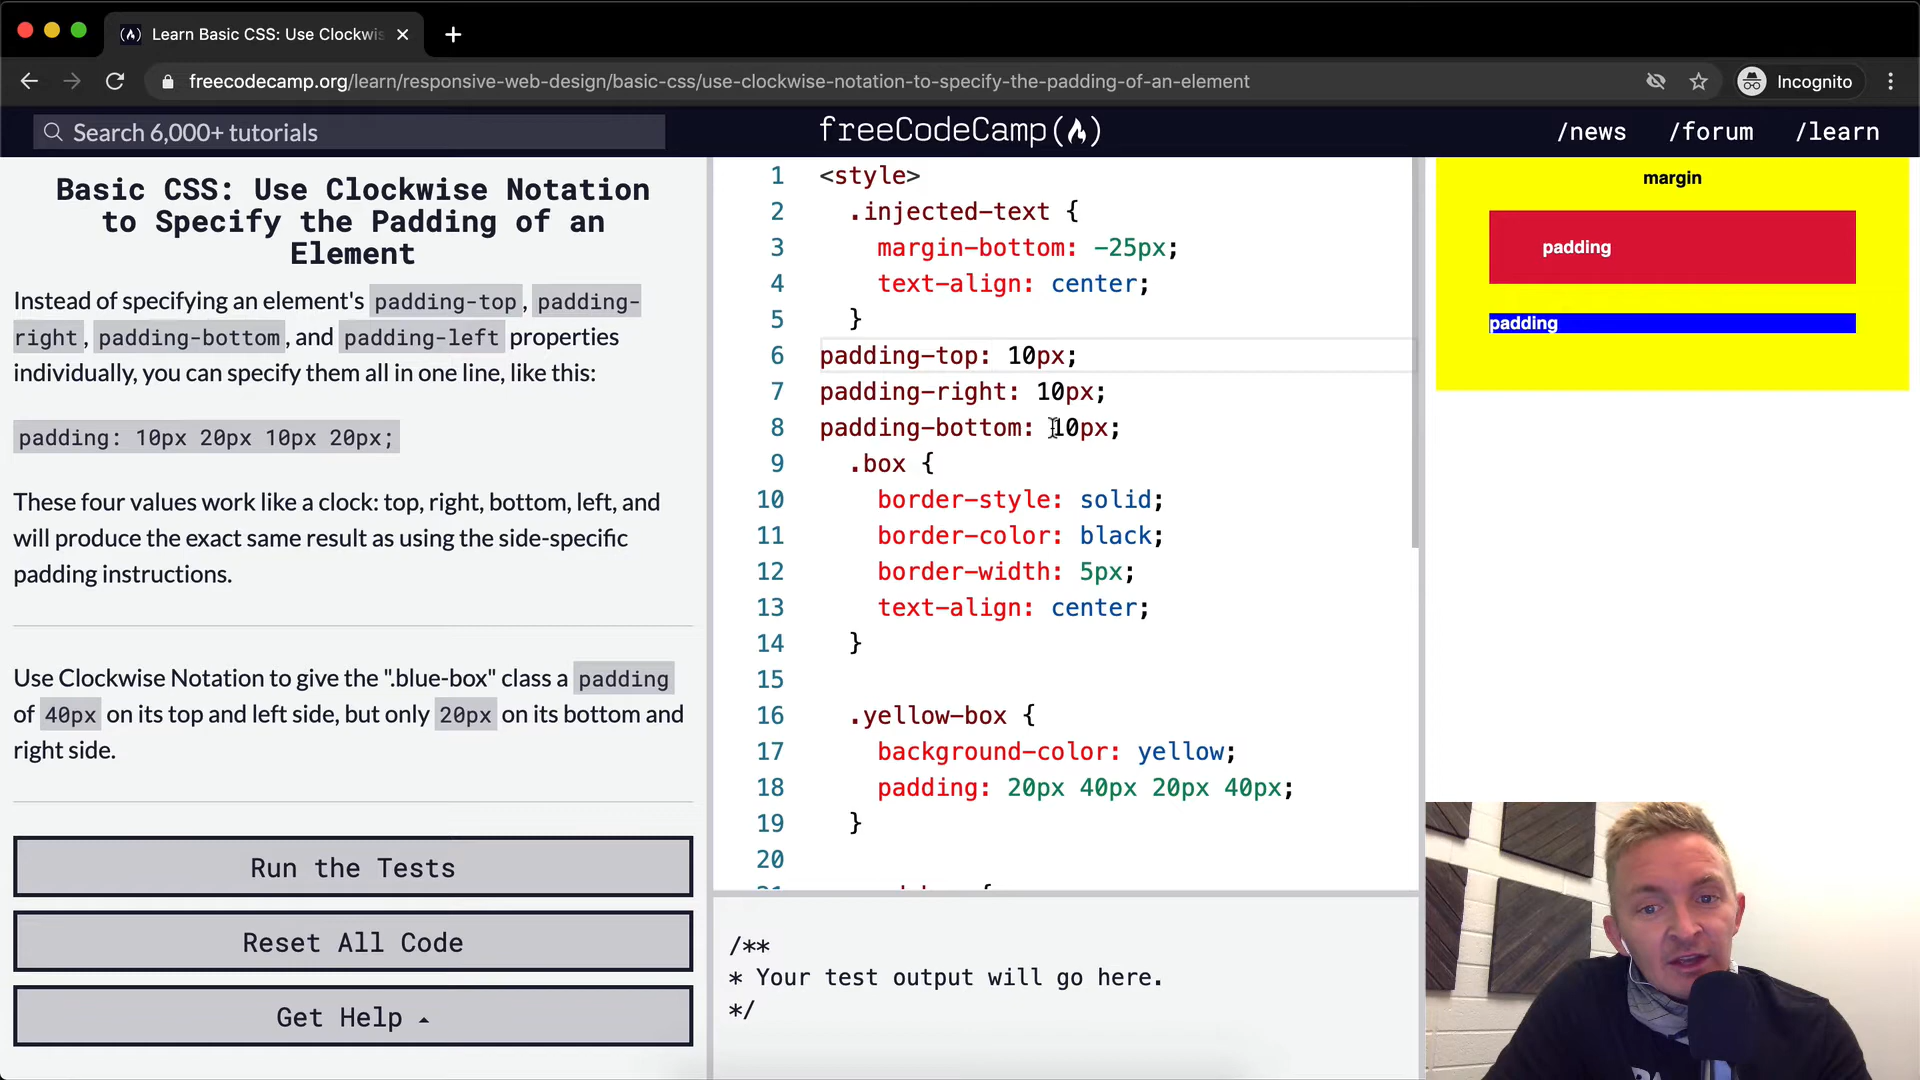 Learn Basic CSS: Use Clockwis
freecodecamp.org/learn/responsive-web-design/basic-css/use-clockwise-notation-to-specify-the-padding-of-an-element
Incognito
Search 6,000+ tutorials
freeCodeCamp
/news /forum /learn
Basic CSS: Use Clockwise Notation
to Specify the Padding of an
Element
Instead of specifying an element's padding-top, padding-
right, padding-bottom, and padding-left properties
individually, you can specify them all in one line, like this:
padding: 10px 20px 10px 20px;
These four values work like a clock: top, right, bottom, left, and
will produce the exact same result as using the side-specific
padding instructions.
Use Clockwise Notation to give the ".blue-box" class a padding
of 40px on its top and left side, but only 20px on its bottom and
right side.
Run the Tests
Reset All Code
Get Help
1 <style>
2 .injected-text {
3 margin-bottom: -25px;
4 text-align: center;
5 }
6 padding-top: 10px;
7 padding-right: 10px;
8 padding-bottom: 10px;
9 .box {
10 border-style: solid;
11 border-color: black;
12 border-width: 5px;
13 text-align: center;
14 }
15
16 .yellow-box {
17 background-color: yellow;
18 padding: 20px 40px 20px 40px;
19 }
20
/**
* Your test output will go here.
*/
margin
padding
padding